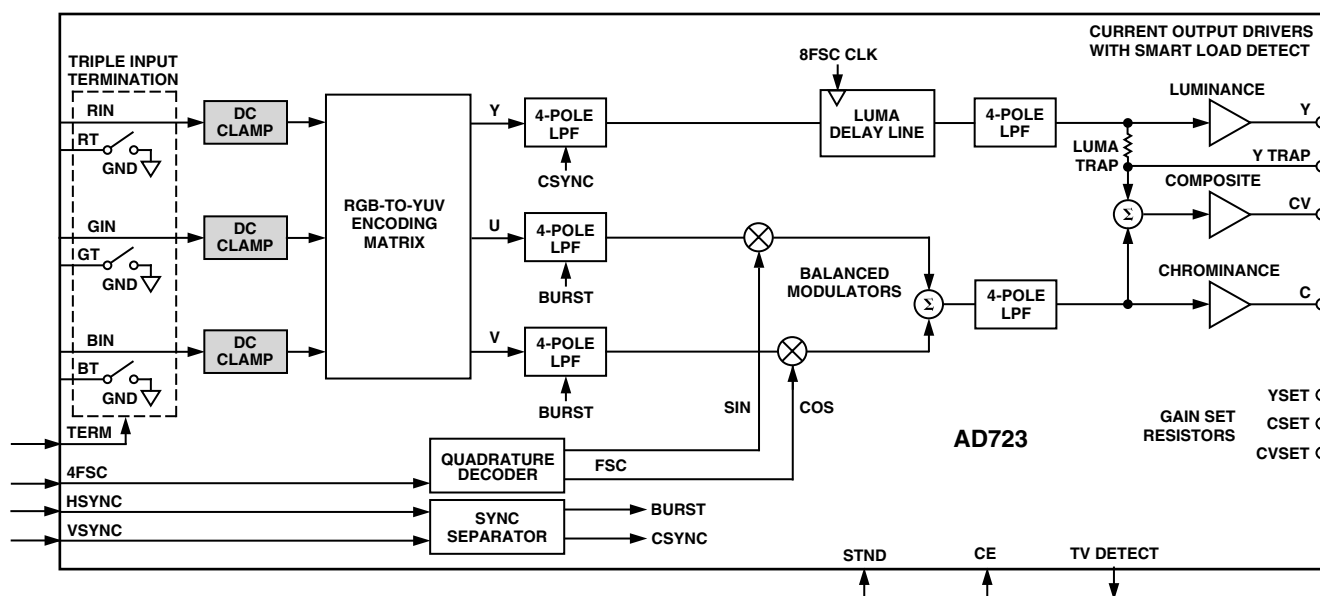 CURRENT OUTPUT DRIVERS
WITH SMART LOAD DETECT
TRIPLE INPUT
TERMINATION
8FSC CLK
RIN
DC
CLAMP
Y
4-POLE
LPF
LUMA
DELAY LINE
4-POLE
LPF
LUMINANCE
Y
RT
GND
CSYNC
LUMA
TRAP
Y TRAP
RGB-TO-YUV
ENCODING
MATRIX
COMPOSITE
Σ
CV
GIN
DC
CLAMP
U
4-POLE
LPF
GT
GND
BURST
BALANCED
MODULATORS
Σ
4-POLE
LPF
CHROMINANCE
C
BIN
DC
CLAMP
V
4-POLE
LPF
BT
GND
BURST
SIN
COS
YSET
GAIN SET
RESISTORS
CSET
CVSET
AD723
TERM
4FSC
QUADRATURE
DECODER
FSC
HSYNC
VSYNC
SYNC
SEPARATOR
BURST
CSYNC
STND
CE
TV DETECT